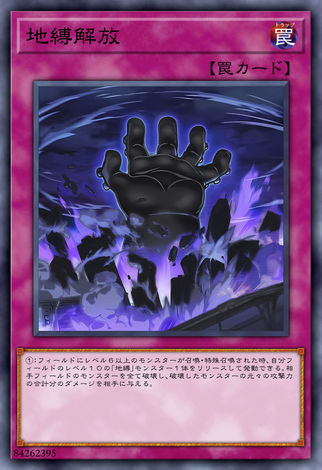 地縛解放
トラップ
罠
【罠カード】
①:フィールドにレベル6以上のモンスターが召喚・特殊召喚された時、自分フ
ィールドのレベル10の「地縛」モンスター1体をリリースして発動できる。相
手フィールドのモンスターを全て破壊し、破壊したモンスターの元々の攻撃力
の合計分のダメージを相手に与える。
84262395